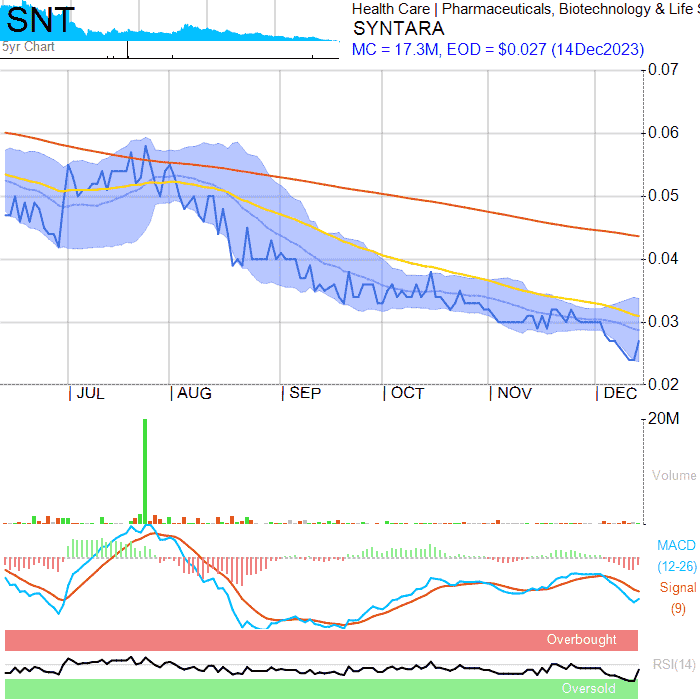 SNT
Health Care | Pharmaceuticals, Biotechnology & Life S
SYNTARA
5yr Chart
MC = 17.3M, EOD = $0.027 (14Dec2023)
0.07
0.06
0.05
0.04
0.03
0.02
JUL AUG SEP OCT NOV DEC
20M
Volume
MACD
(12-26)
Signal
(9)
Overbought
RSI(14)
Oversold